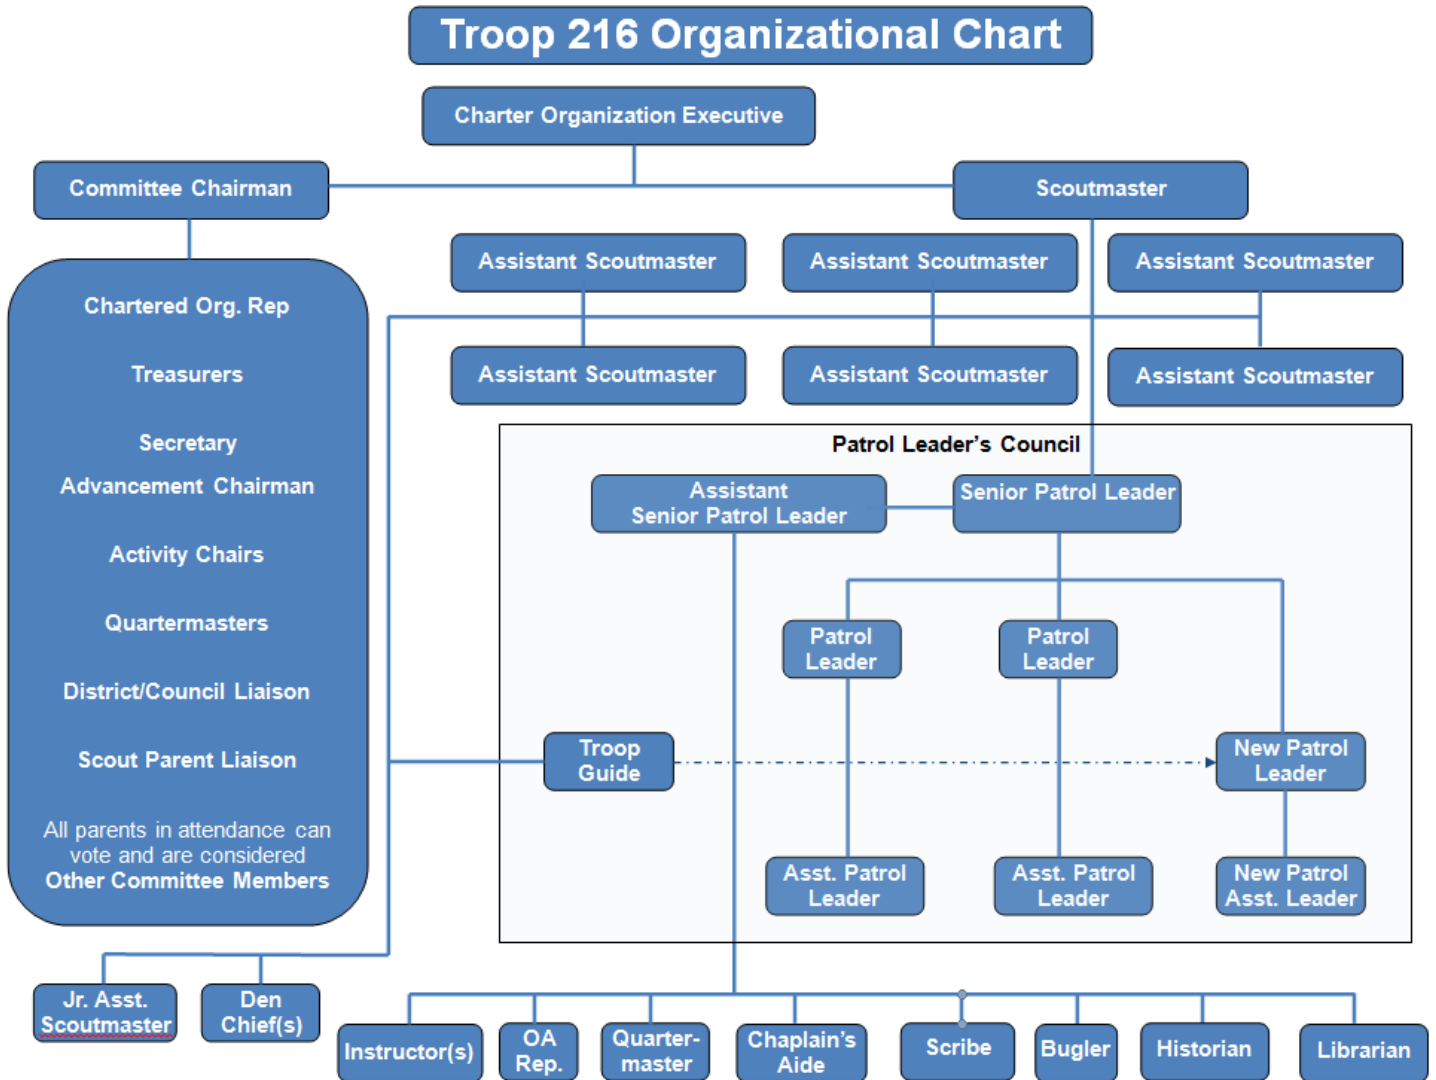 Troop 216 Organizational Chart
Charter Organization Executive
Committee Chairman
Scoutmaster
Assistant Scoutmaster
Assistant Scoutmaster
Assistant Scoutmaster
Assistant Scoutmaster
Assistant Scoutmaster
Assistant Scoutmaster
Chartered Org. Rep
Treasurers
Secretary
Advancement Chairman
Activity Chairs
Quartermasters
District/Council Liaison
Scout Parent Liaison
All parents in attendance can
vote and are considered
Other Committee Members
Patrol Leader's Council
Assistant
Senior Patrol Leader
Senior Patrol Leader
Patrol
Leader
Patrol
Leader
Troop
Guide
New Patrol
Leader
Asst. Patrol
Leader
Asst. Patrol
Leader
New Patrol
Asst. Leader
Jr. Asst.
Scoutmaster
Den
Chief(s)
Instructor(s)
OA
Rep.
Quarter-
master
Chaplain's
Aide
Scribe
Bugler
Historian
Librarian